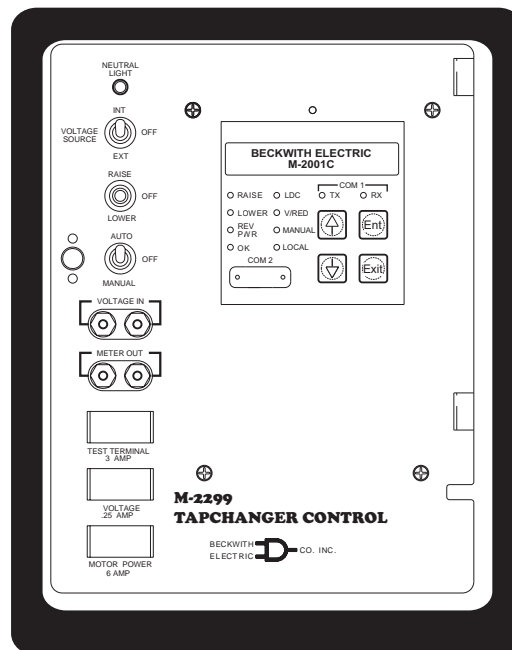 NEUTRAL
LIGHT
INT
VOLTAGE
SOURCE
OFF
EXT
RAISE
OFF
LOWER
AUTO
OFF
MANUAL
VOLTAGE IN
METER OUT
TEST TERMINAL
3 AMP
VOLTAGE
.25 AMP
MOTOR POWER
6 AMP
BECKWITH ELECTRIC
M-2001C
COM 1
RAISE
LDC
TX
RX
LOWER
V/RED
REV
PWR
MANUAL
OK
LOCAL
Ent
COM 2
Exit
M-2299
TAPCHANGER CONTROL
BECKWITH
ELECTRIC
CO. INC.